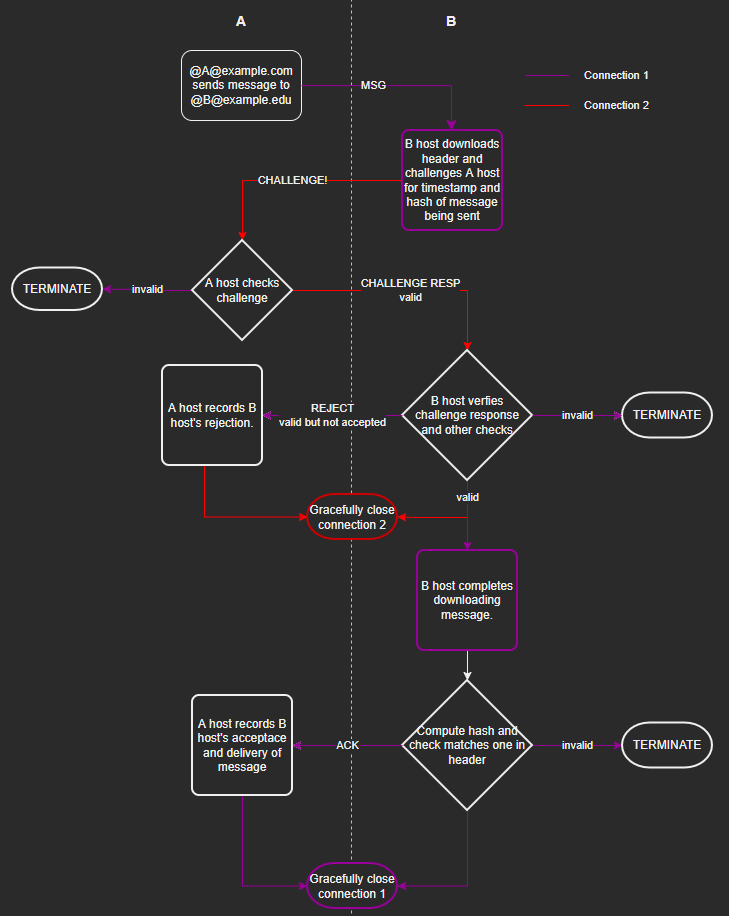 A
B
@A@example.com
sends message to
@B@example.edu
MSG
Connection 1
Connection 2
B host downloads
header and
challenges A host
for timestamp and
hash of message
being sent
CHALLENGE!
A host checks
challenge
TERMINATE
invalid
CHALLENGE RESP
valid
B host verfies
challenge response
and other checks
A host records B
host's rejection.
REJECT
valid but not accepted
invalid
TERMINATE
valid
Gracefully close
connection 2
B host completes
downloading
message.
A host records B
host's acceptace
and delivery of
message
ACK
Compute hash and
check matches one in
header
invalid
TERMINATE
Gracefully close
connection 1